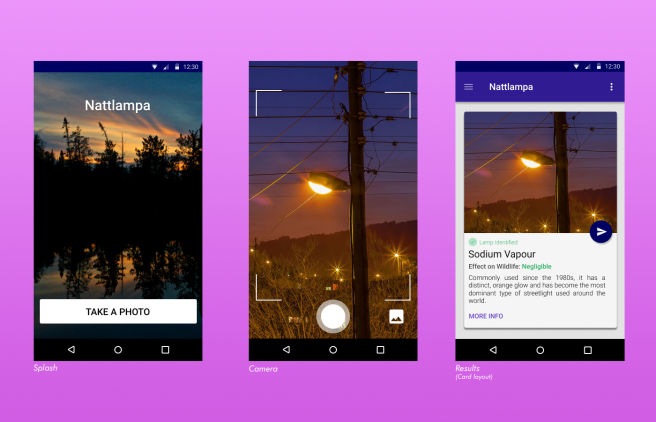 12:30
Nattlampa
TAKE A PHOTO
Splash
Camera
12:30
Nattlampa
Lamp Identified
Sodium Vapour
Effect on Wildlife: Negligible
Commonly used since the 1980s, it has a
distinct, orange glow and has become the most
dominant type of streetlight used around the
world.
MORE INFO
Results
(Card layout)